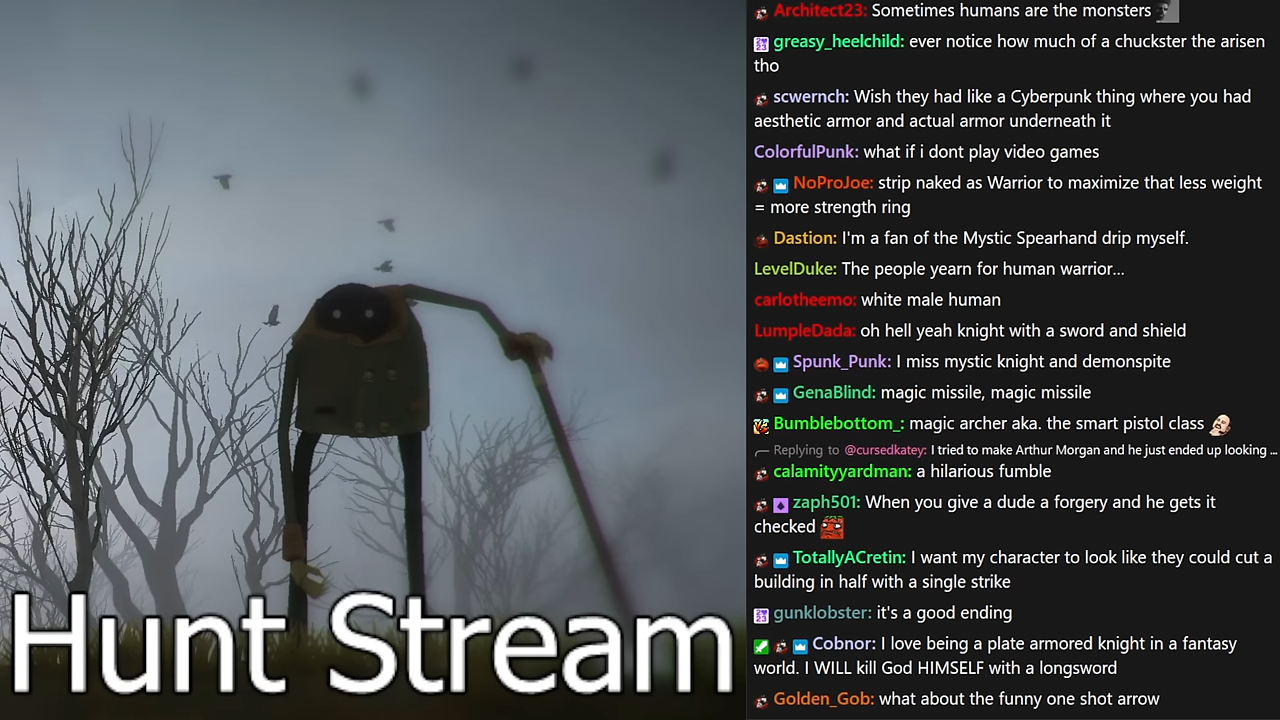 Hunt Stream
Architect23: Sometimes humans are the monsters
greasy_heelchild: ever notice how much of a chuckster the arisen
tho
scwernch: Wish they had like a Cyberpunk thing where you had
aesthetic armor and actual armor underneath it
ColorfulPunk: what if i dont play video games
NoProJoe: strip naked as Warrior to maximize that less weight
= more strength ring
Dastion: I'm a fan of the Mystic Spearhand drip myself.
LevelDuke: The people yearn for human warrior...
carlotheemo: white male human
LumpleDada: oh hell yeah knight with a sword and shield
Spunk_Punk: I miss mystic knight and demonspite
GenaBlind: magic missile, magic missile
Bumblebottom_: magic archer aka. the smart pistol class
Replying to @cursedkatey: I tried to make Arthur Morgan and he just ended up looking ...
calamityyardman: a hilarious fumble
zaph501: When you give a dude a forgery and he gets it
checked
TotallyACretin: I want my character to look like they could cut a
building in half with a single strike
gunklobster: it's a good ending
Cobnor: I love being a plate armored knight in a fantasy
world. I WILL kill God HIMSELF with a longsword
Golden_Gob: what about the funny one shot arrow